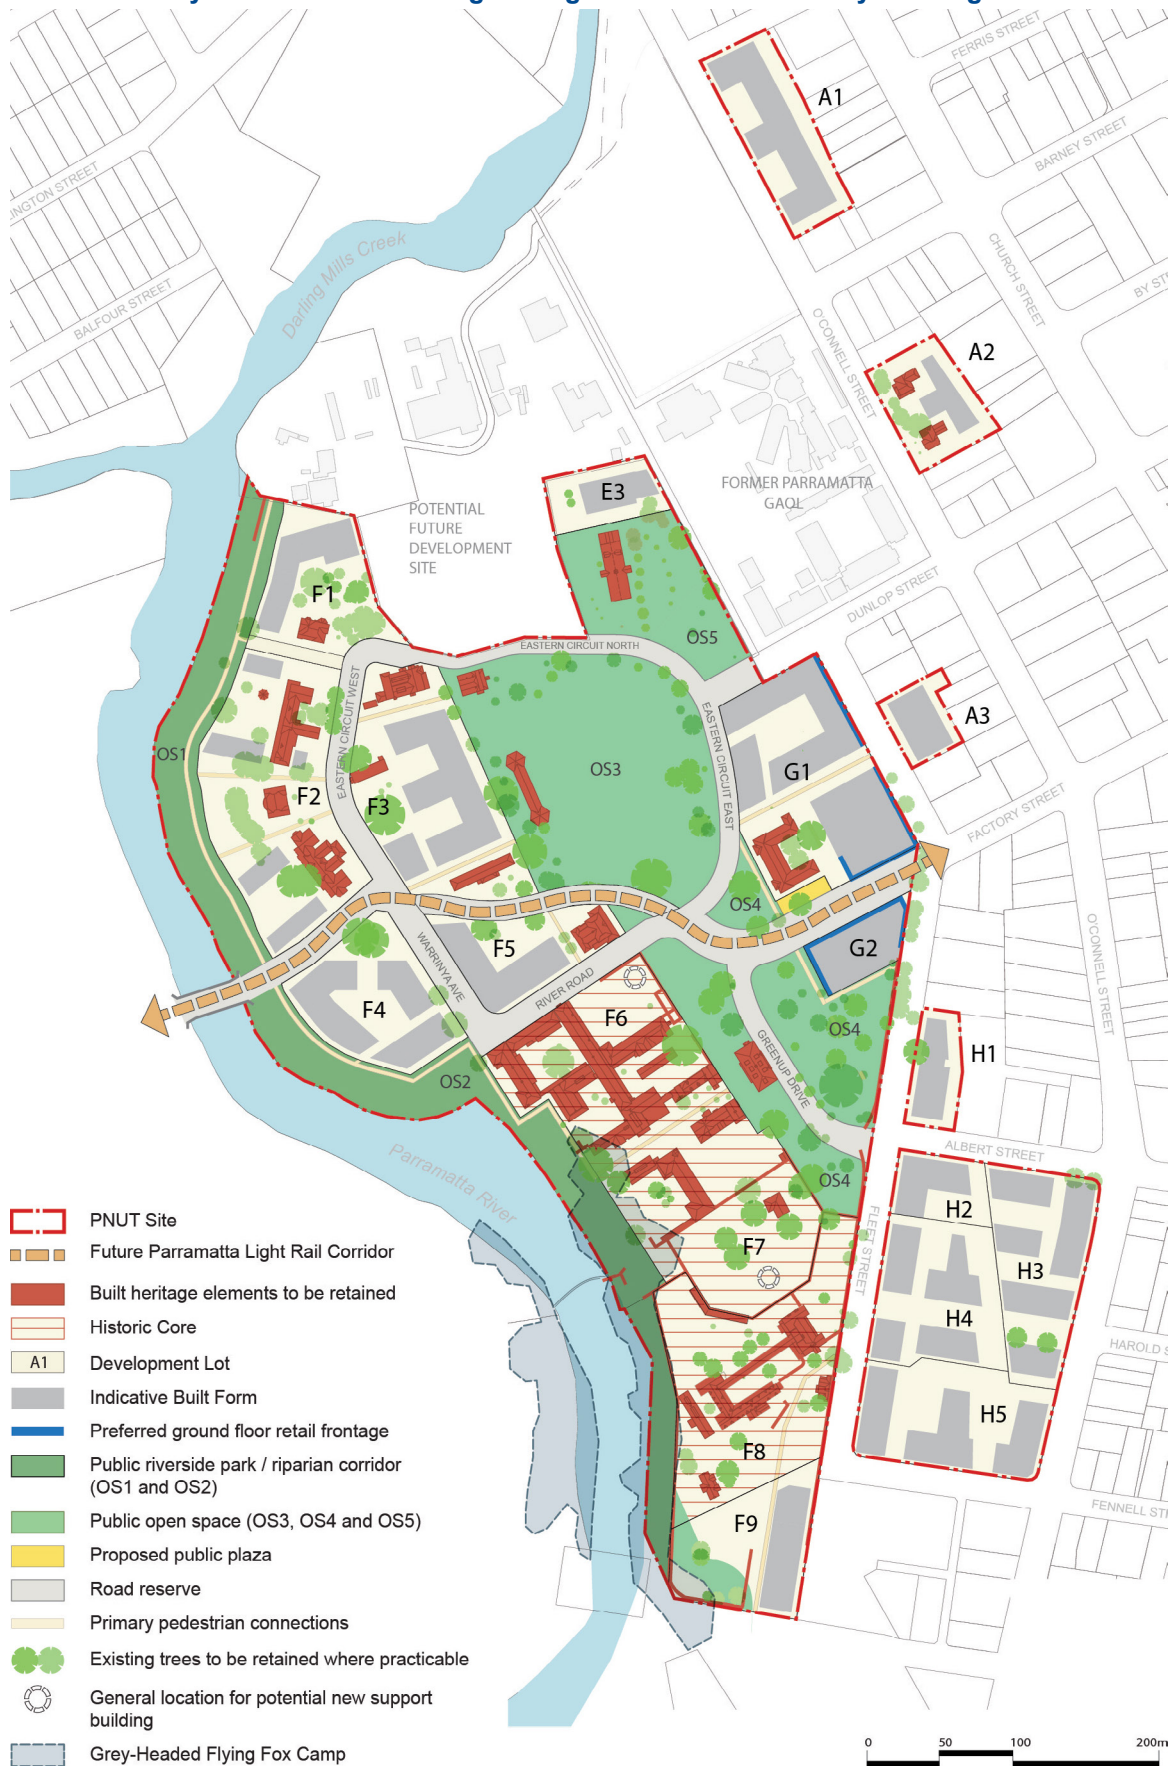 FERRIS STREET
A1
BARNEY STREET
CHURCH STREET
BALFOUR STREET
Darling Mills Creek
O'CONNELL STREET
A2
E3
FORMER PARRAMATTA
GAOL
POTENTIAL
FUTURE
DEVELOPMENT
SITE
DUNLOP STREET
F1
EASTERN CIRCUIT NORTH
OS5
A3
EASTERN CIRCUIT WEST
EASTERN CIRCUIT EAST
OS1
OS3
G1
F2
F3
FACTORY STREET
OS4
G2
WARRINYA AVE
F5
RIVER ROAD
F4
F6
OS4
O'CONNELL STREET
GREENUP DRIVE
H1
OS2
ALBERT STREET
Parramatta River
OS4
FLEET STREET
H2
F7
H3
H4
HAROLD S
H5
F8
FENNELL ST
F9
PNUT Site
Future Parramatta Light Rail Corridor
Built heritage elements to be retained
Historic Core
A1 Development Lot
Indicative Built Form
Preferred ground floor retail frontage
Public riverside park / riparian corridor
(OS1 and OS2)
Public open space (OS3, OS4 and OS5)
Proposed public plaza
Road reserve
Primary pedestrian connections
Existing trees to be retained where practicable
General location for potential new support
building
Grey-Headed Flying Fox Camp
0 50 100 200m